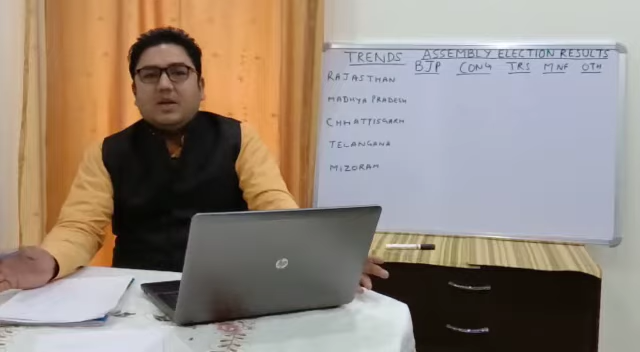 TRENDS ASSEMBLY ELECTION RESULTS
BJP CONG TRS MNF OTH
RAJASTHAN
MADHYA PRADESH
CHHATTISGARH
TELANGANA
MIZORAM
hp